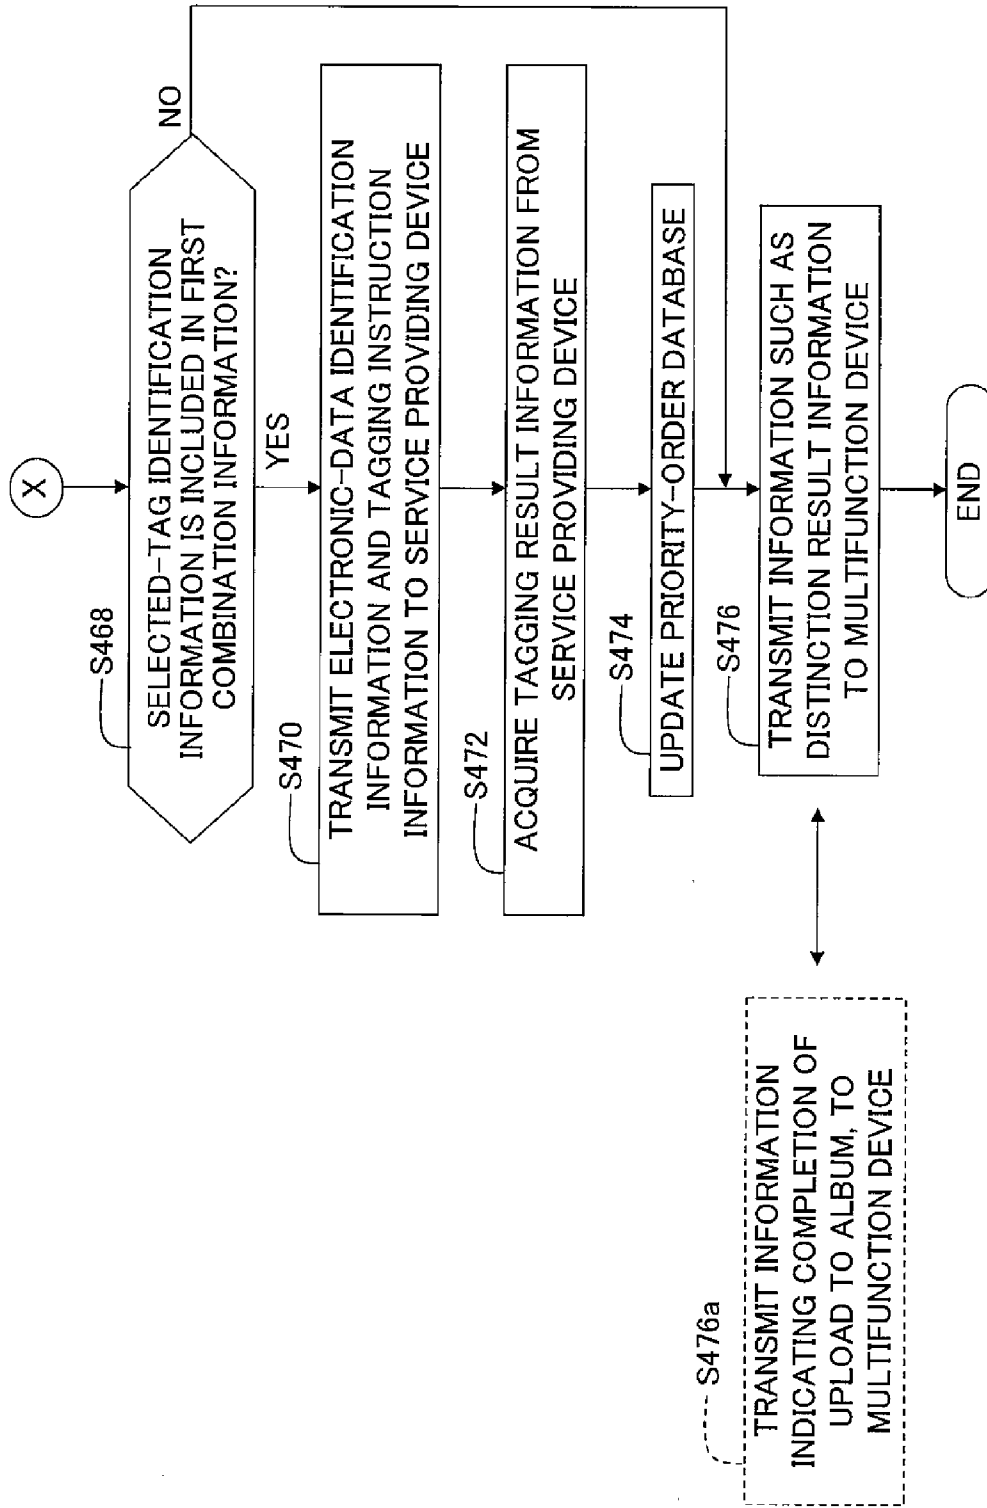 X
S468
SELECTED-TAG IDENTIFICATION
INFORMATION IS INCLUDED IN FIRST
COMBINATION INFORMATION?
NO
YES
S470
TRANSMIT ELECTRONIC-DATA IDENTIFICATION
INFORMATION AND TAGGING INSTRUCTION
INFORMATION TO SERVICE PROVIDING DEVICE
S472
ACQUIRE TAGGING RESULT INFORMATION FROM
SERVICE PROVIDING DEVICE
S474
UPDATE PRIORITY-ORDER DATABASE
S476
TRANSMIT INFORMATION SUCH AS
DISTINCTION RESULT INFORMATION
TO MULTIFUNCTION DEVICE
S476a
TRANSMIT INFORMATION
INDICATING COMPLETION OF
UPLOAD TO ALBUM, TO
MULTIFUNCTION DEVICE
END